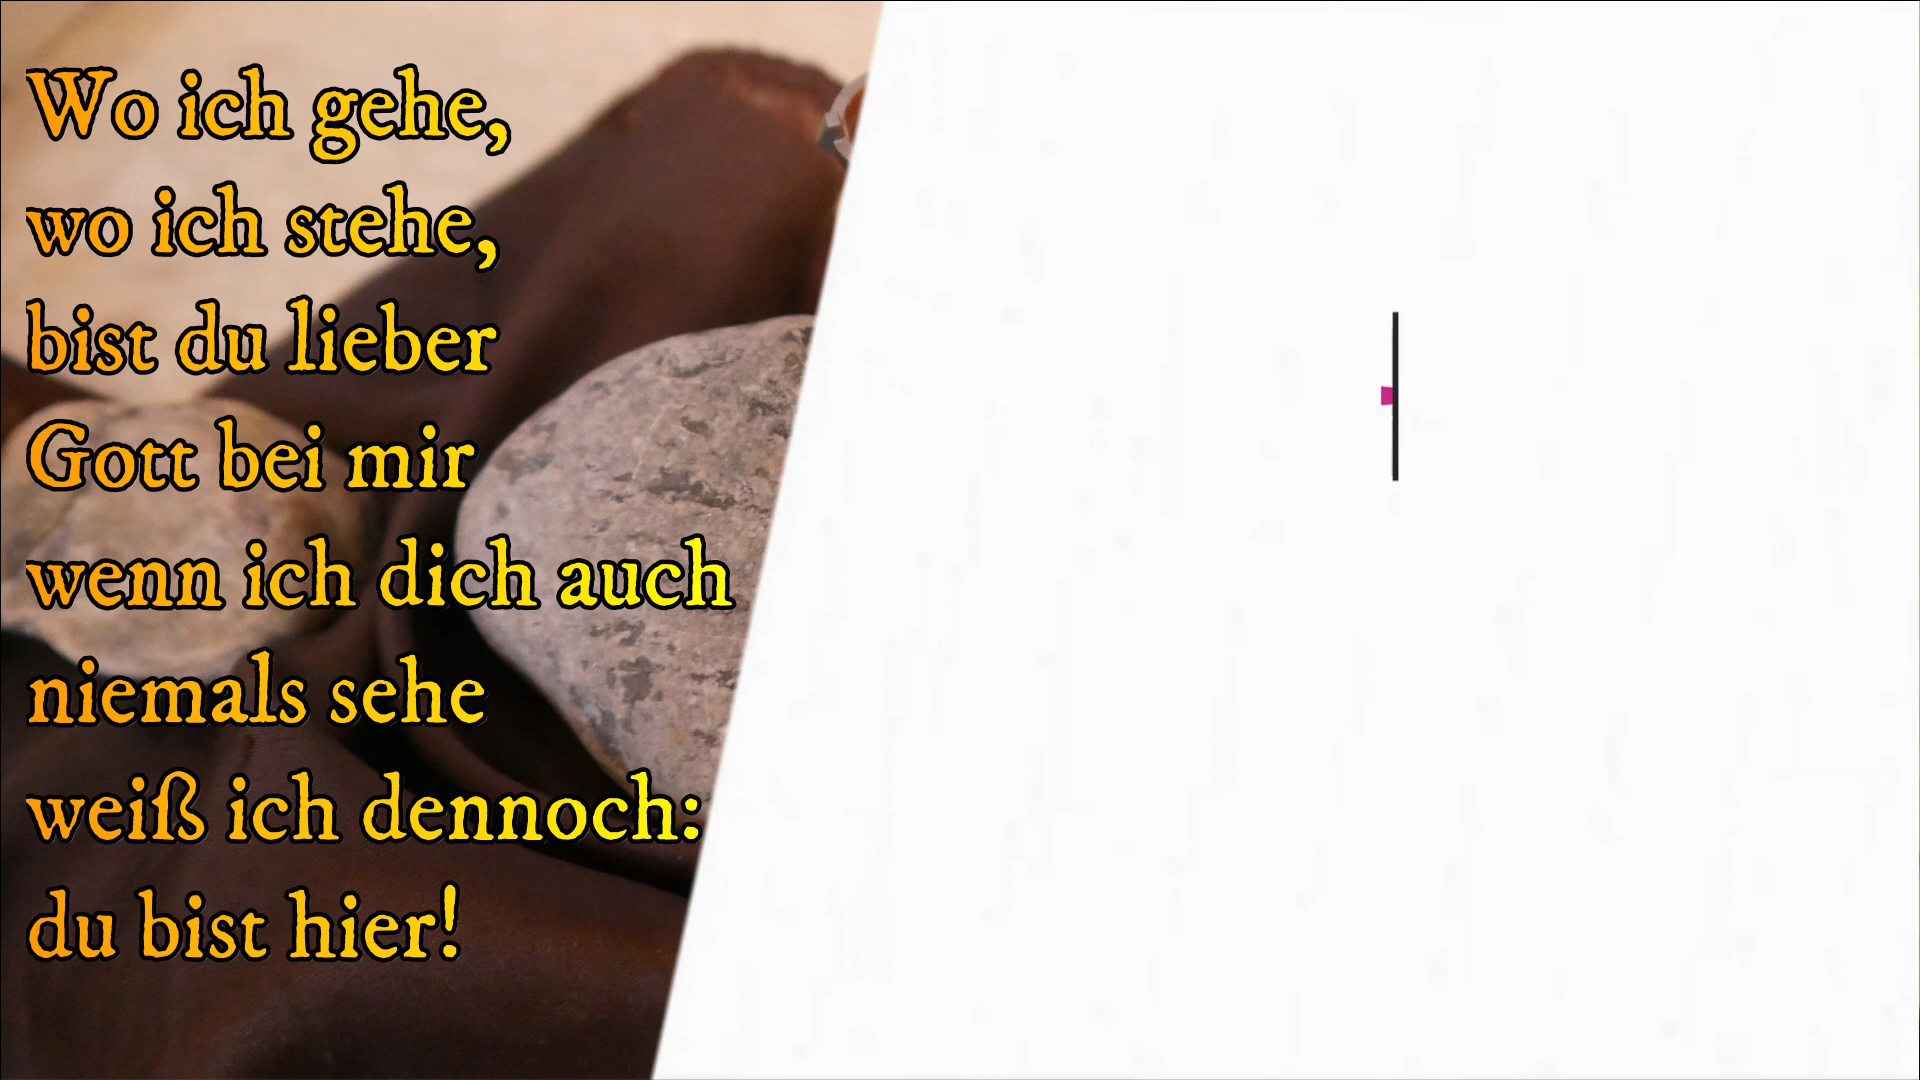 Wo ich gehe,
wo ich stehe,
bist du lieber
Gott bei mir
wenn ich dich auch
niemals sehe
weiß ich dennoch:
du bist hier!